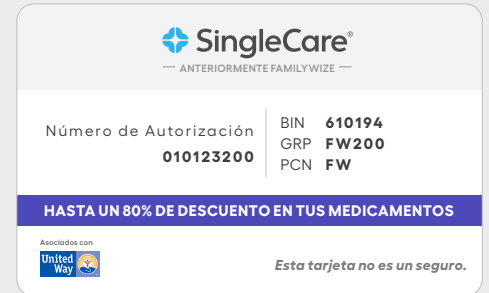 SingleCare®
ANTERIORMENTE FAMILYWIZE
Número de Autorización
010123200
BIN 610194
GRP FW200
PCN FW
HASTA UN 80% DE DESCUENTO EN TUS MEDICAMENTOS
Asociados con
United
Way
Esta tarjeta no es un seguro.